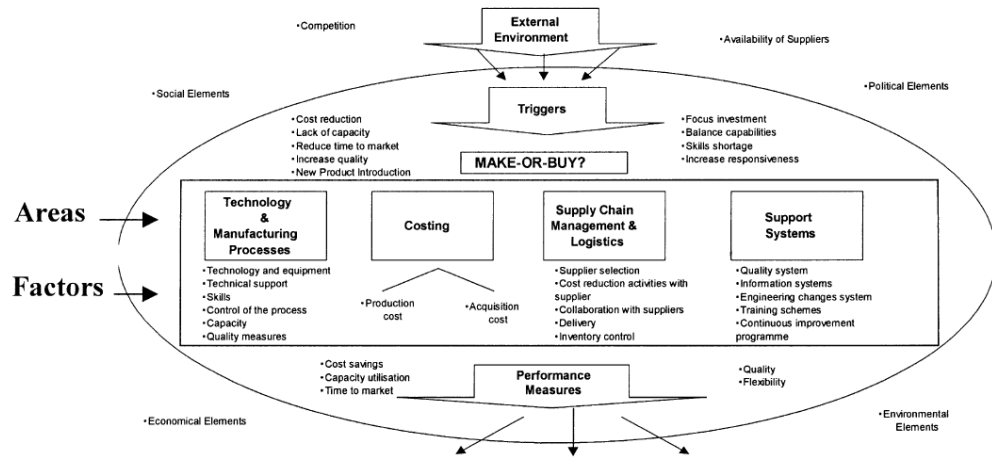 External
Environment
•Competition
•Availability of Suppliers
•Social Elements
•Political Elements
Triggers
•Cost reduction
•Lack of capacity
•Reduce time to market
•Increase quality
•New Product Introduction
•Focus investment
•Balance capabilities
•Skills shortage
•Increase responsiveness
MAKE-OR-BUY?
Areas
Technology
&
Manufacturing
Processes
Costing
Supply Chain
Management &
Logistics
Support
Systems
Factors
•Technology and equipment
•Technical support
•Skills
•Control of the process
•Capacity
•Quality measures
•Production
cost
•Acquisition
cost
•Supplier selection
•Cost reduction activities with
supplier
•Collaboration with suppliers
•Delivery
•Inventory control
•Quality system
•Information systems
•Engineering changes system
•Training schemes
•Continuous improvement
programme
•Cost savings
•Capacity utilisation
•Time to market
Performance
Measures
•Quality
•Flexibility
•Economical Elements
•Environmental
Elements